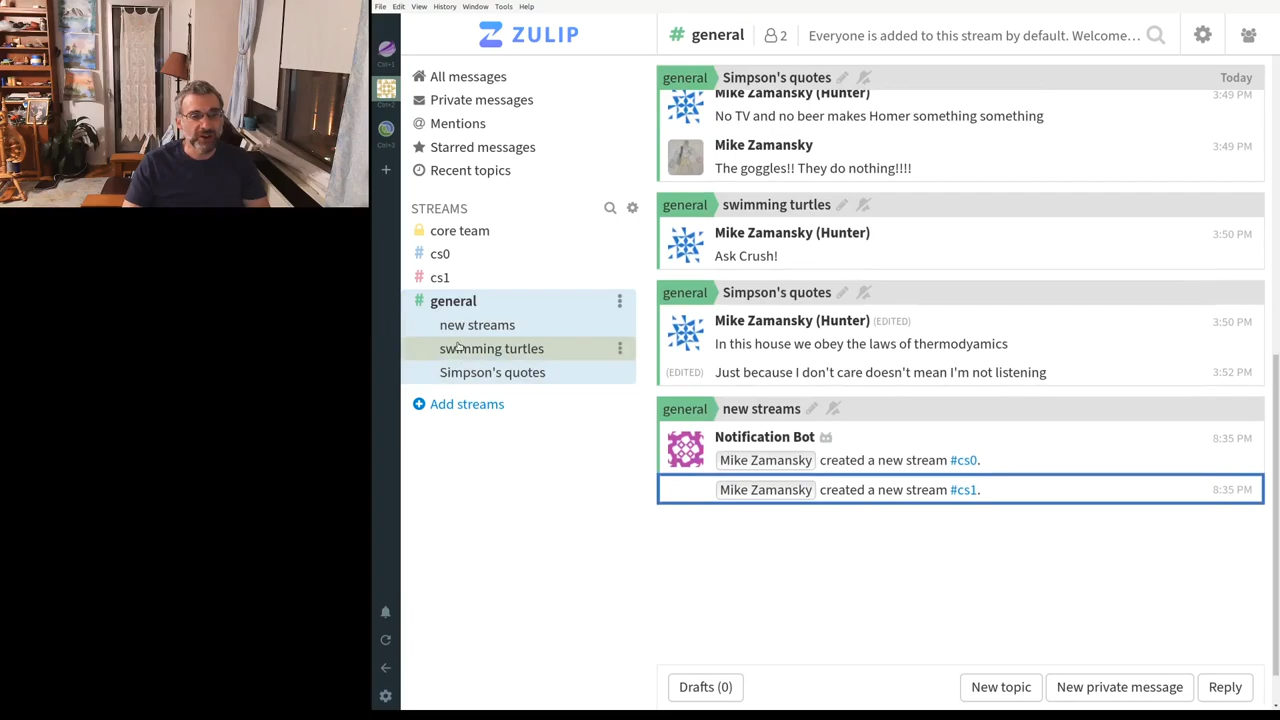 File Edit View History Window Tools Help
ZULIP
# general 2 Everyone is added to this stream by default. Welcome…
Ctrl+1
Ctrl+2
Ctrl+3
All messages
Private messages
Mentions
Starred messages
Recent topics
STREAMS
core team
# cs0
# cs1
# general
new streams
swimming turtles
Simpson's quotes
Add streams
general Simpson's quotes Today
Mike Zamansky (Hunter) 3:49 PM
No TV and no beer makes Homer something something
Mike Zamansky 3:49 PM
The goggles!! They do nothing!!!!
general swimming turtles
Mike Zamansky (Hunter) 3:50 PM
Ask Crush!
general Simpson's quotes
Mike Zamansky (Hunter) (EDITED) 3:50 PM
In this house we obey the laws of thermodyamics
(EDITED) Just because I don't care doesn't mean I'm not listening 3:52 PM
general new streams
Notification Bot 8:35 PM
Mike Zamansky created a new stream #cs0.
Mike Zamansky created a new stream #cs1. 8:35 PM
Drafts (0) New topic New private message Reply